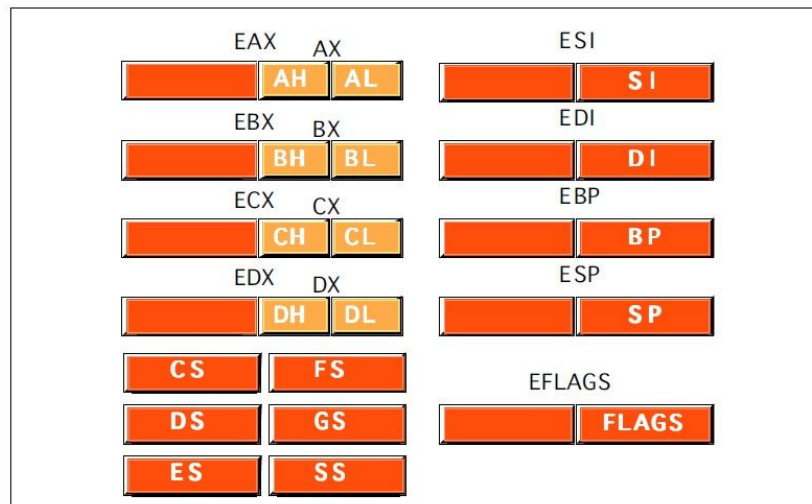 EAX AX
AH AL
EBX BX
BH BL
ECX CX
CH CL
EDX DX
DH DL
CS FS
DS GS
ES SS
ESI
SI
EDI
DI
EBP
BP
ESP
SP
EFLAGS
FLAGS